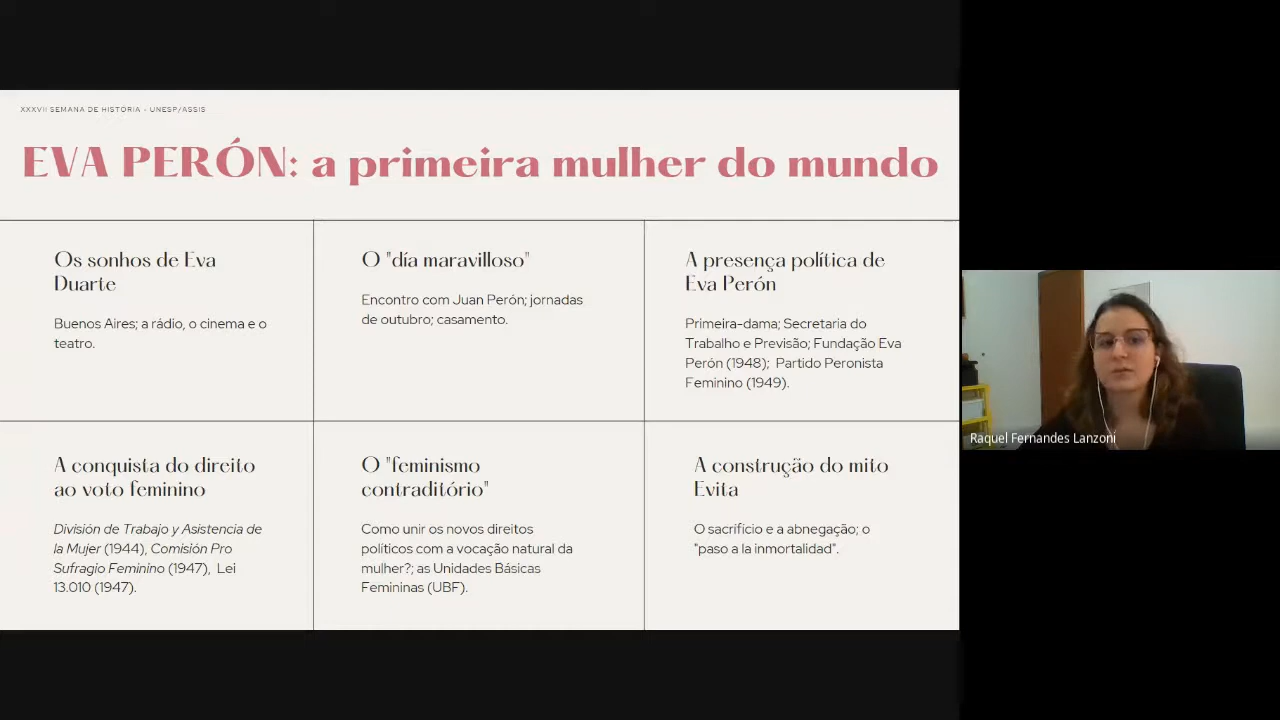 XXXVII SEMANA DE HISTÓRIA - UNESP/ASSIS
EVA PERÓN: a primeira mulher do mundo
Os sonhos de Eva
Duarte
Buenos Aires; a rádio, o cinema e o
teatro.
O "día maravilloso"
Encontro com Juan Perón; jornadas
de outubro; casamento.
A presença política de
Eva Perón
Primeira-dama; Secretaria do
Trabalho e Previsão; Fundação Eva
Perón (1948); Partido Peronista
Feminino (1949).
A conquista do direito
ao voto feminino
División de Trabajo y Asistencia de
la Mujer (1944), Comisión Pro
Sufragio Feminino (1947), Lei
13.010 (1947).
O "feminismo
contraditório"
Como unir os novos direitos
políticos com a vocação natural da
mulher?; as Unidades Básicas
Femininas (UBF).
A construção do mito
Evita
O sacrifício e a abnegação; o
"paso a la inmortalidad".
Raquel Fernandes Lanzoni